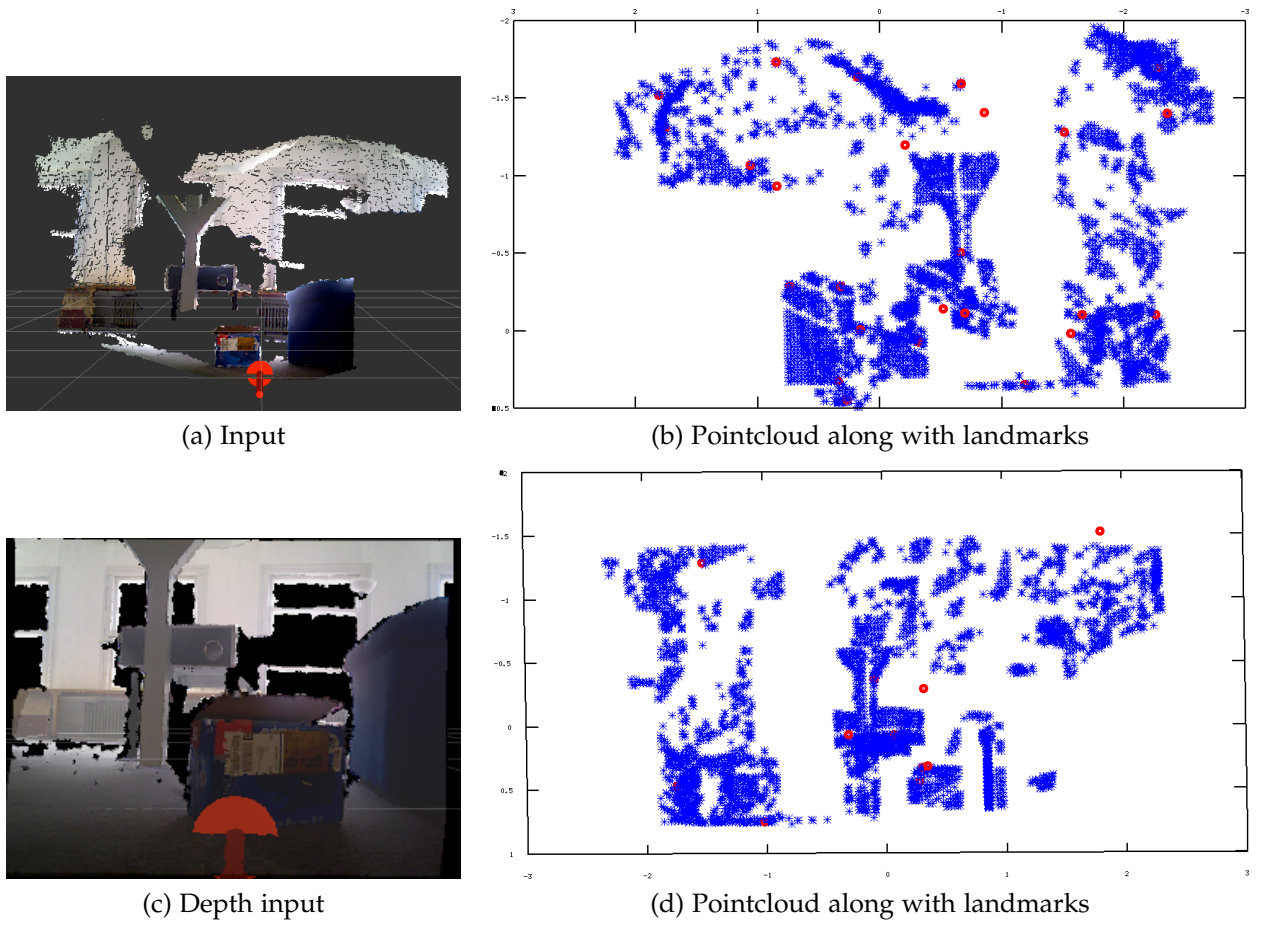 3 2 1 0 -1 -2 -3
-2
-1.5
-1
-0.5
0
0.5
(a) Input
(b) Pointcloud along with landmarks
-1.5
-1
-0.5
0
0.5
1
-3 -2 -1 0 1 2 3
(c) Depth input
(d) Pointcloud along with landmarks